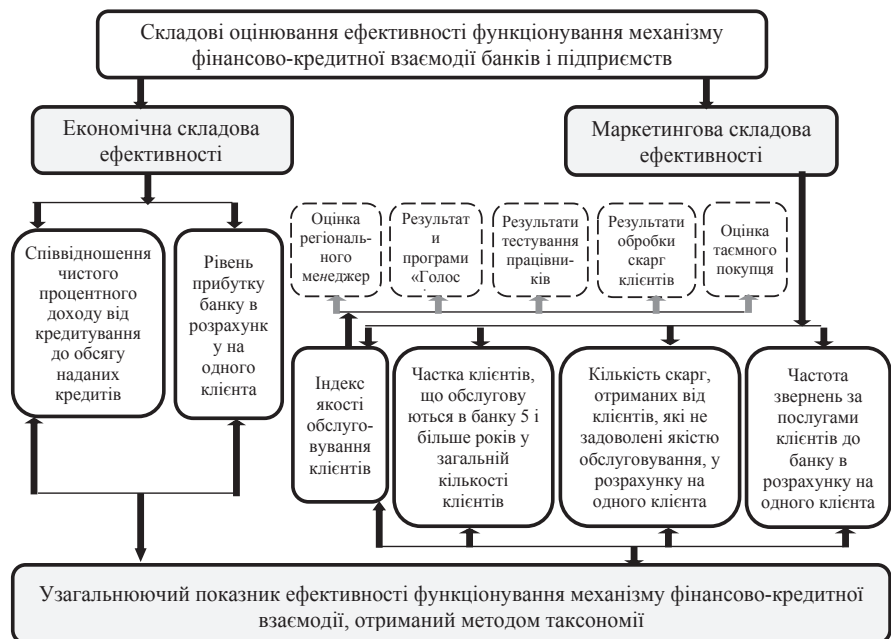 Складові оцінювання ефективності функціонування механізму
фінансово-кредитної взаємодії банків і підприємств
Економічна складова
ефективності
Маркетингова складова
ефективності
Оцінка
регіональ-
ного
менеджер
Результат
и
програми
«Голос
Результати
тестування
працівни-
ків
Результати
обробки
скарг
клієнтів
Оцінка
таємного
покупця
Співвідношення
чистого
процентного
доходу від
кредитування
до обсягу
наданих
кредитів
Рівень
прибутку
банку в
розрахунк
у на
одного
клієнта
Індекс
якості
обслуго-
вування
клієнтів
Частка клієнтів,
що обслугову
ються в банку 5 і
більше років у
загальній
кількості
клієнтів
Кількість скарг,
отриманих від
клієнтів, які не
задоволені якістю
обслуговування, у
розрахунку на
одного клієнта
Частота
звернень за
послугами
клієнтів до
банку в
розрахунку на
одного клієнта
Узагальнюючий показник ефективності функціонування механізму фінансово-кредитної
взаємодії, отриманий методом таксономії